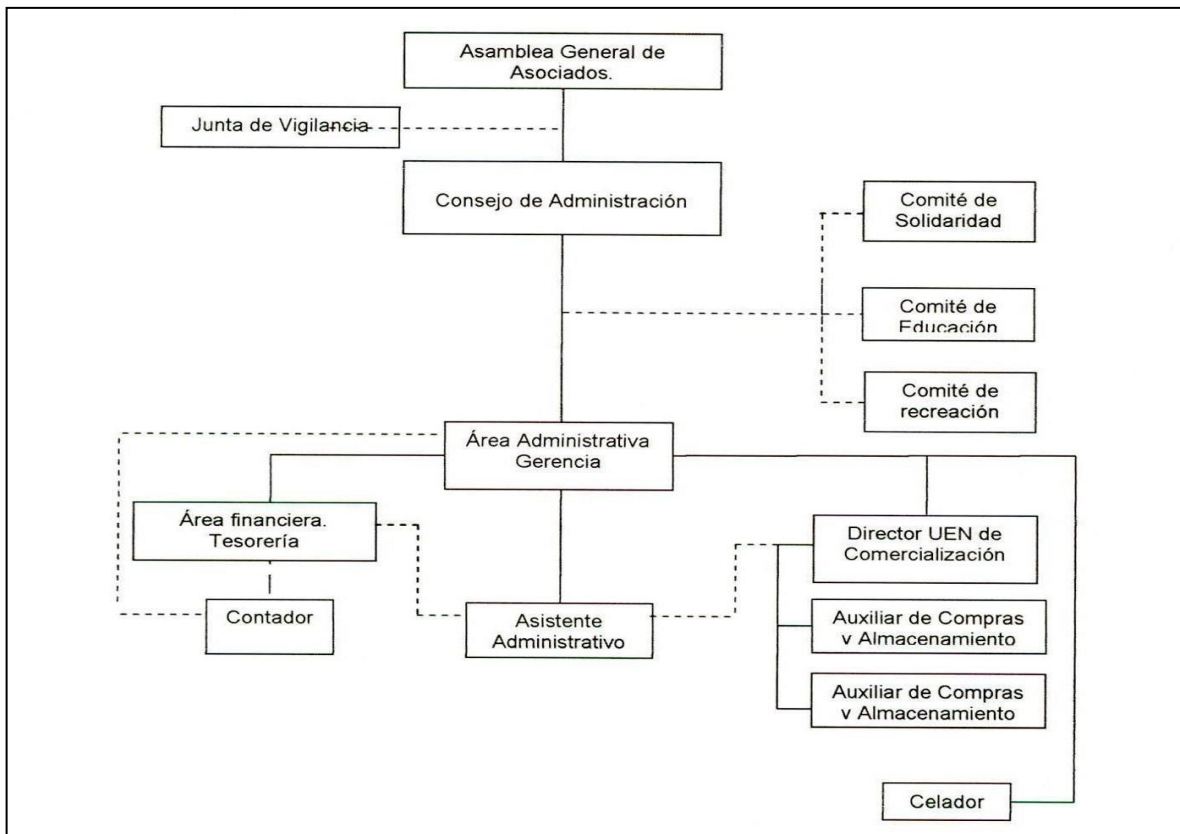 Asamblea General de
Asociados.
Junta de Vigilancia
Consejo de Administración
Comité de
Solidaridad
Comité de
Educación
Comité de
recreación
Área Administrativa
Gerencia
Área financiera.
Tesorería
Director UEN de
Comercialización
Contador
Asistente
Administrativo
Auxiliar de Compras
y Almacenamiento
Auxiliar de Compras
y Almacenamiento
Celador